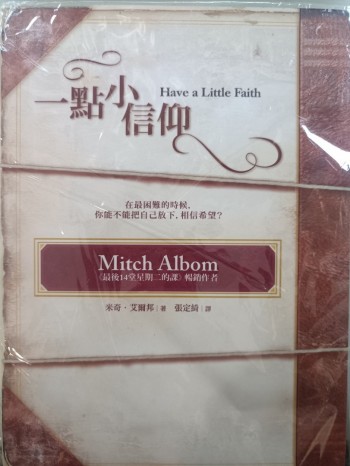 一點小信仰
Have a Little Faith
在最困難的時候,
你能不能把自己放下,相信希望?
Mitch Albom
《最後14堂星期二的課》暢銷作者
米奇・艾爾邦|著 張定綺|譯